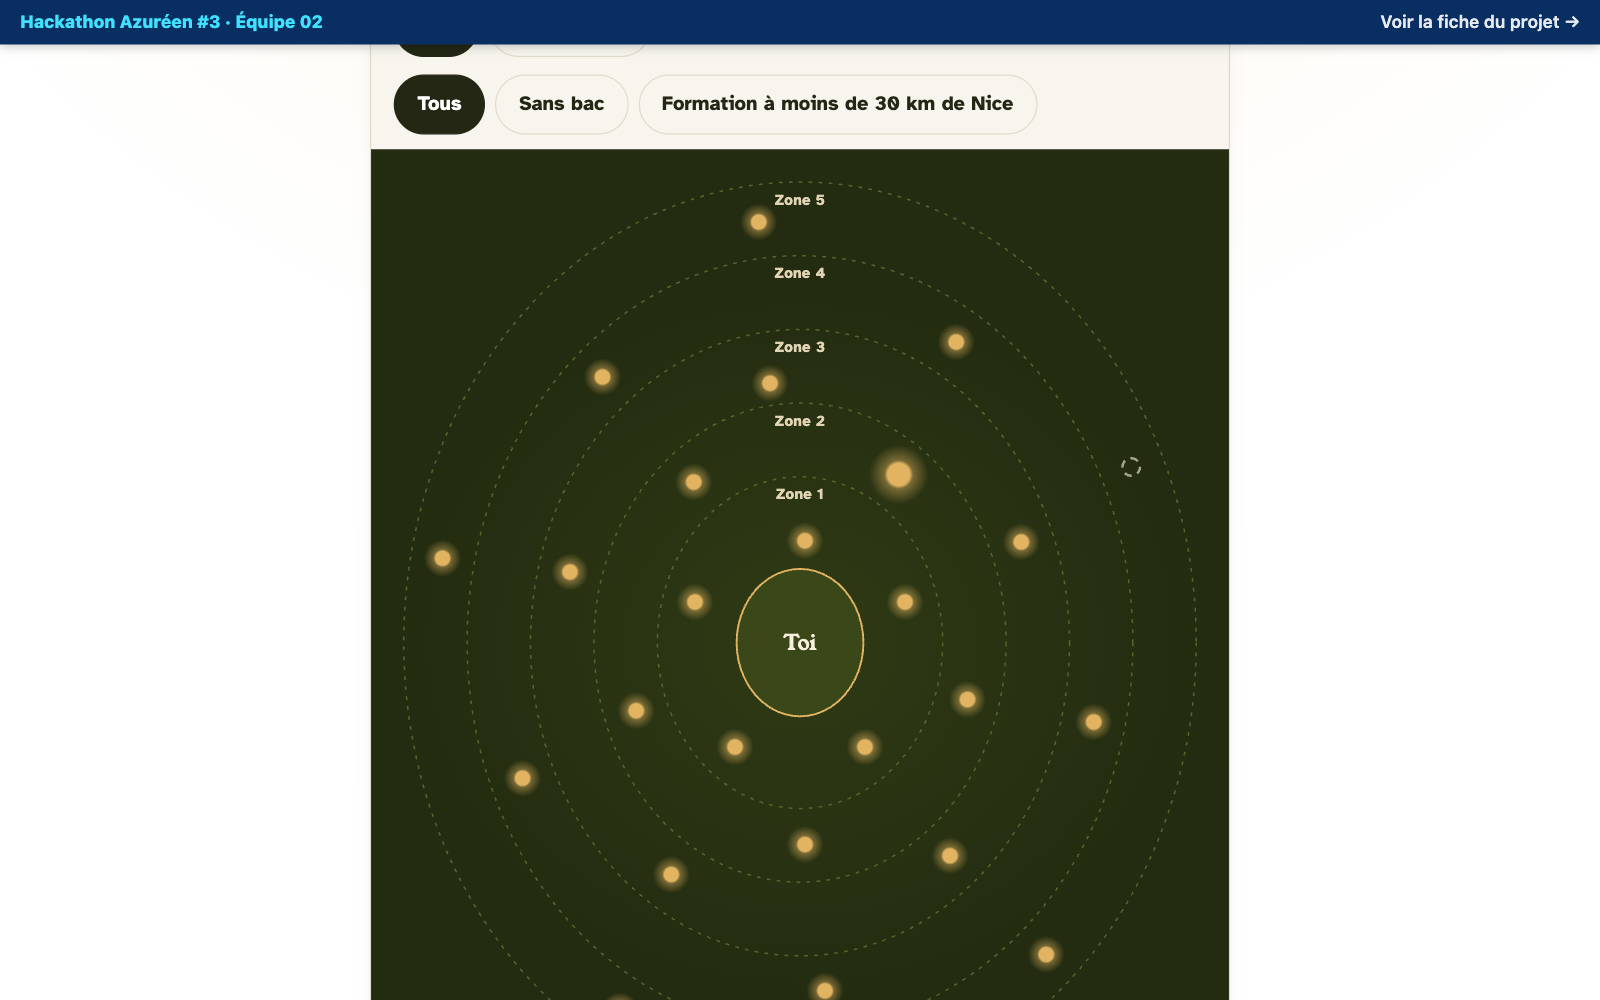 Hackathon Azuréen #3 · Équipe 02
Voir la fiche du projet →
Tous
Sans bac
Formation à moins de 30 km de Nice
Zone 5
Zone 4
Zone 3
Zone 2
Zone 1
Toi